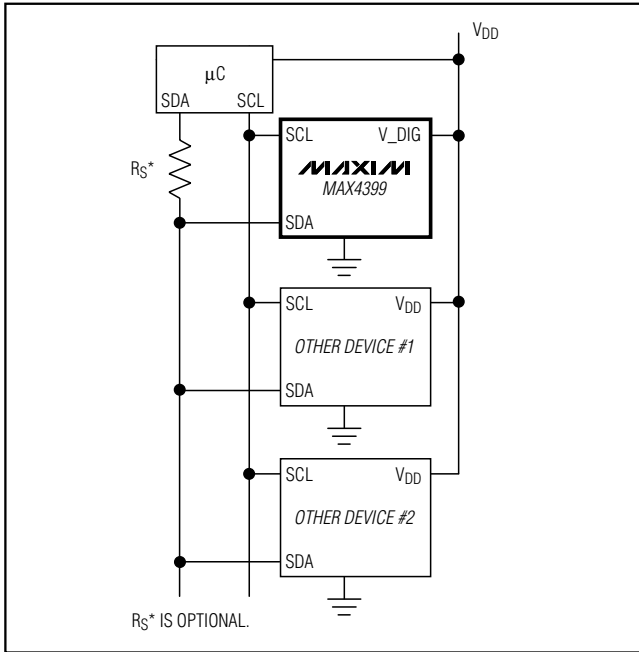 VDD
μC
SDA SCL
RS*
SCL V_DIG
MAXIM
MAX4399
SDA
SCL VDD
OTHER DEVICE #1
SDA
SCL VDD
OTHER DEVICE #2
SDA
RS* IS OPTIONAL.